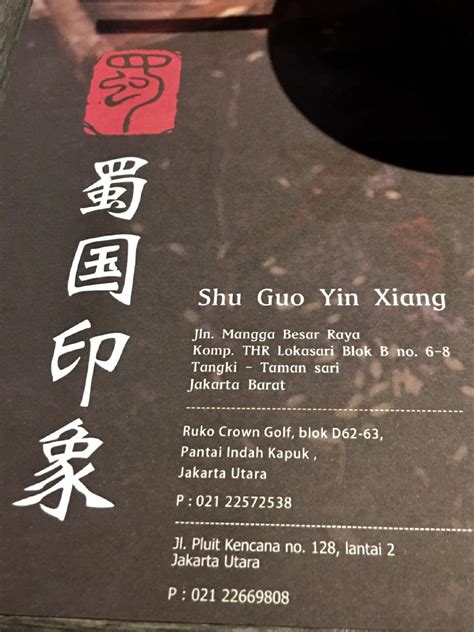 蜀
蜀国印象
Shu Guo Yin Xiang
Jln. Mangga Besar Raya
Komp. THR Lokasari Blok B no. 6-8
Tangki - Taman sari
Jakarta Barat
Ruko Crown Golf, blok D62-63,
Pantai Indah Kapuk ,
Jakarta Utara
P : 021 22572538
Jl. Pluit Kencana no. 128, lantai 2
Jakarta Utara
P : 021 22669808